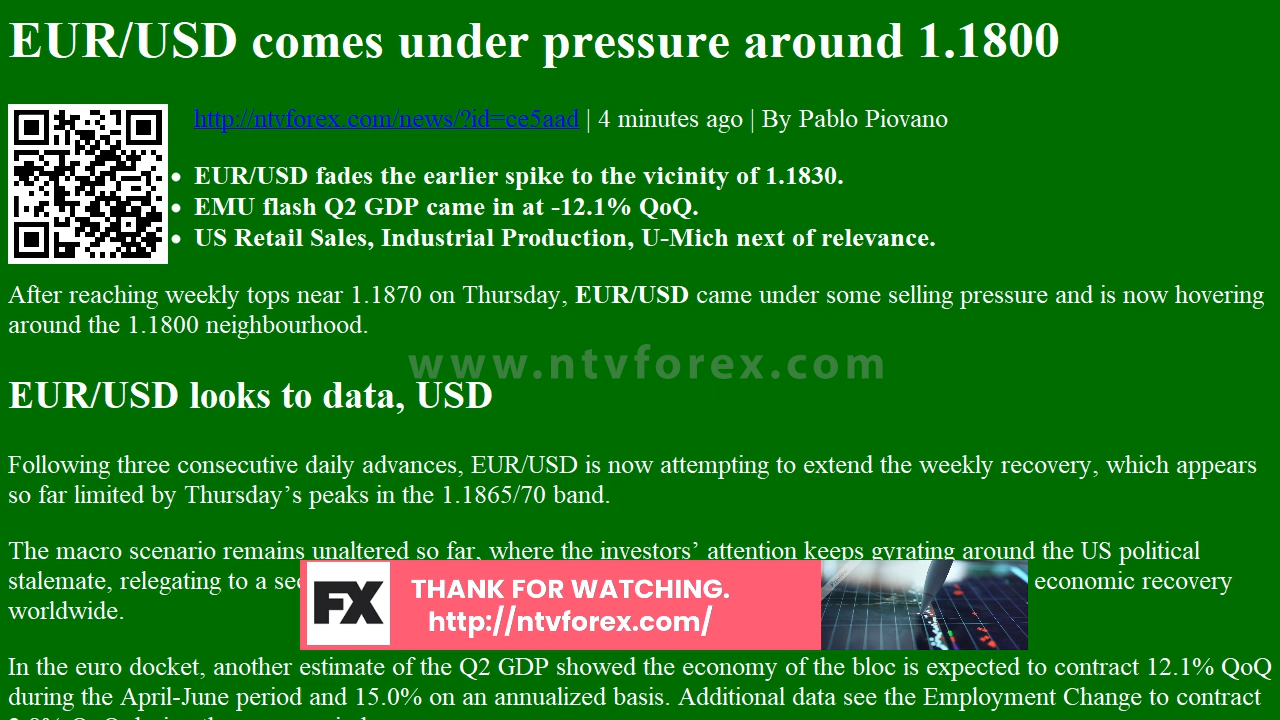 EUR/USD comes under pressure around 1.1800
http://ntvforex.com/news/?id=ce5aad | 4 minutes ago | By Pablo Piovano
EUR/USD fades the earlier spike to the vicinity of 1.1830.
EMU flash Q2 GDP came in at -12.1% QoQ.
US Retail Sales, Industrial Production, U-Mich next of relevance.
After reaching weekly tops near 1.1870 on Thursday, EUR/USD came under some selling pressure and is now hovering
around the 1.1800 neighbourhood.
www.ntvforex.com
EUR/USD looks to data, USD
Following three consecutive daily advances, EUR/USD is now attempting to extend the weekly recovery, which appears
so far limited by Thursday’s peaks in the 1.1865/70 band.
The macro scenario remains unaltered so far, where the investors’ attention keeps gyrating around the US political
stalemate, relegating to a economic recovery
worldwide.
FX
THANK FOR WATCHING.
http://ntvforex.com/
In the euro docket, another estimate of the Q2 GDP showed the economy of the bloc is expected to contract 12.1% QoQ
during the April-June period and 15.0% on an annualized basis. Additional data see the Employment Change to contract